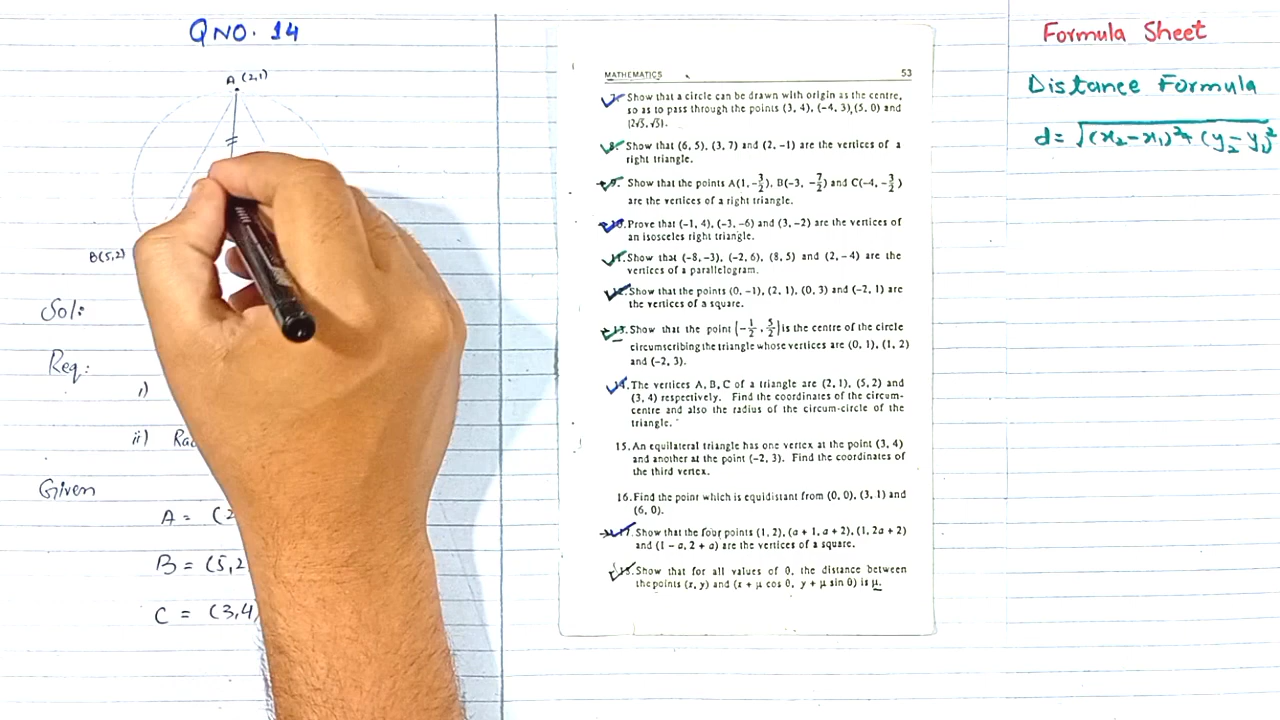 Q NO. 14
A (2,1)
B(5,2)
Sol:
Req:
i)
ii)
Given
A = (2
B = (5,2
C = (3,4)
MATHEMATICS 53
7. Show that a circle can be drawn with origin as the centre,
so as to pass through the points (3, 4), (−4, 3), (5, 0) and
(2√5, √5).
8. Show that (6, 5), (3, 7) and (2, −1) are the vertices of a
right triangle.
9. Show that the points A(1, −3/2), B(−3, −7/2) and C(−4, −3/2)
are the vertices of a right triangle.
10. Prove that (−1, 4), (−3, −6) and (3, −2) are the vertices of
an isosceles right triangle.
11. Show that (−8, −3), (−2, 6), (8, 5) and (2, −4) are the
vertices of a parallelogram.
12. Show that the points (0, −1), (2, 1), (0, 3) and (−2, 1) are
the vertices of a square.
13. Show that the point (−1/2, 5/2) is the centre of the circle
circumscribing the triangle whose vertices are (0, 1), (1, 2)
and (−2, 3).
14. The vertices A, B, C of a triangle are (2, 1), (5, 2) and
(3, 4) respectively. Find the coordinates of the circum-
centre and also the radius of the circum-circle of the
triangle.
15. An equilateral triangle has one vertex at the point (3, 4)
and another at the point (−2, 3). Find the coordinates of
the third vertex.
16. Find the point which is equidistant from (0, 0), (3, 1) and
(6, 0).
17. Show that the four points (1, 2), (a + 1, a + 2), (1, 2a + 2)
and (1 − a, 2 + a) are the vertices of a square.
18. Show that for all values of θ, the distance between
the points (x, y) and (x + μ cos θ, y + μ sin θ) is μ.
Formula Sheet
Distance Formula
d = √(x₂−x₁)²+(y₂−y₁)²